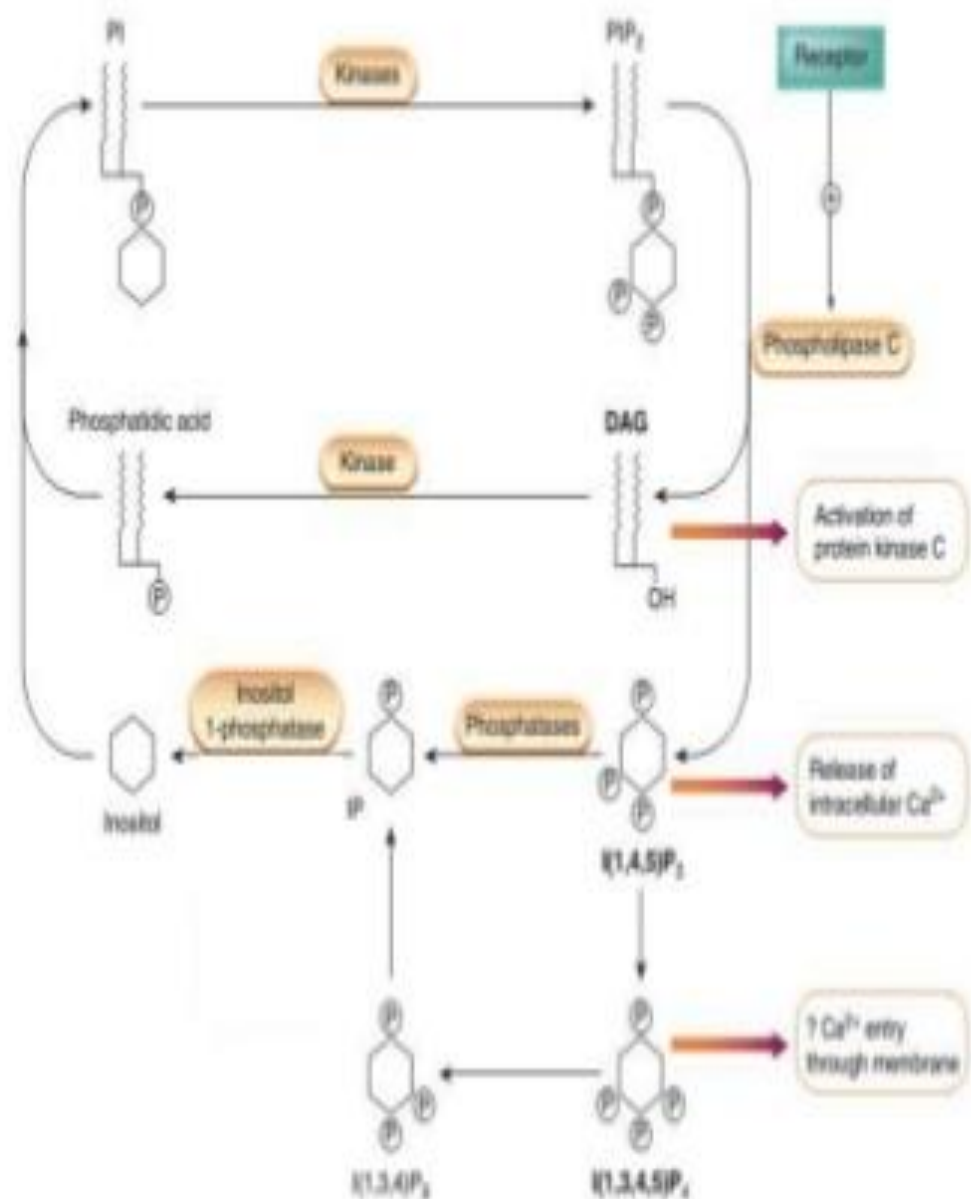 PI
PIP₂
Receptor
Kinases
P
P
P
P
+
Phospholipase C
Phosphatidic acid
DAG
Kinase
Activation of
protein kinase C
P
OH
Inositol
1-phosphatase
P
Phosphatases
P
P
P
Release of
intracellular Ca²⁺
Inositol
IP
I(1,4,5)P₃
P
P
P
P
P
P
P
? Ca²⁺ entry
through membrane
I(1,3,4)P₃
I(1,3,4,5)P₄